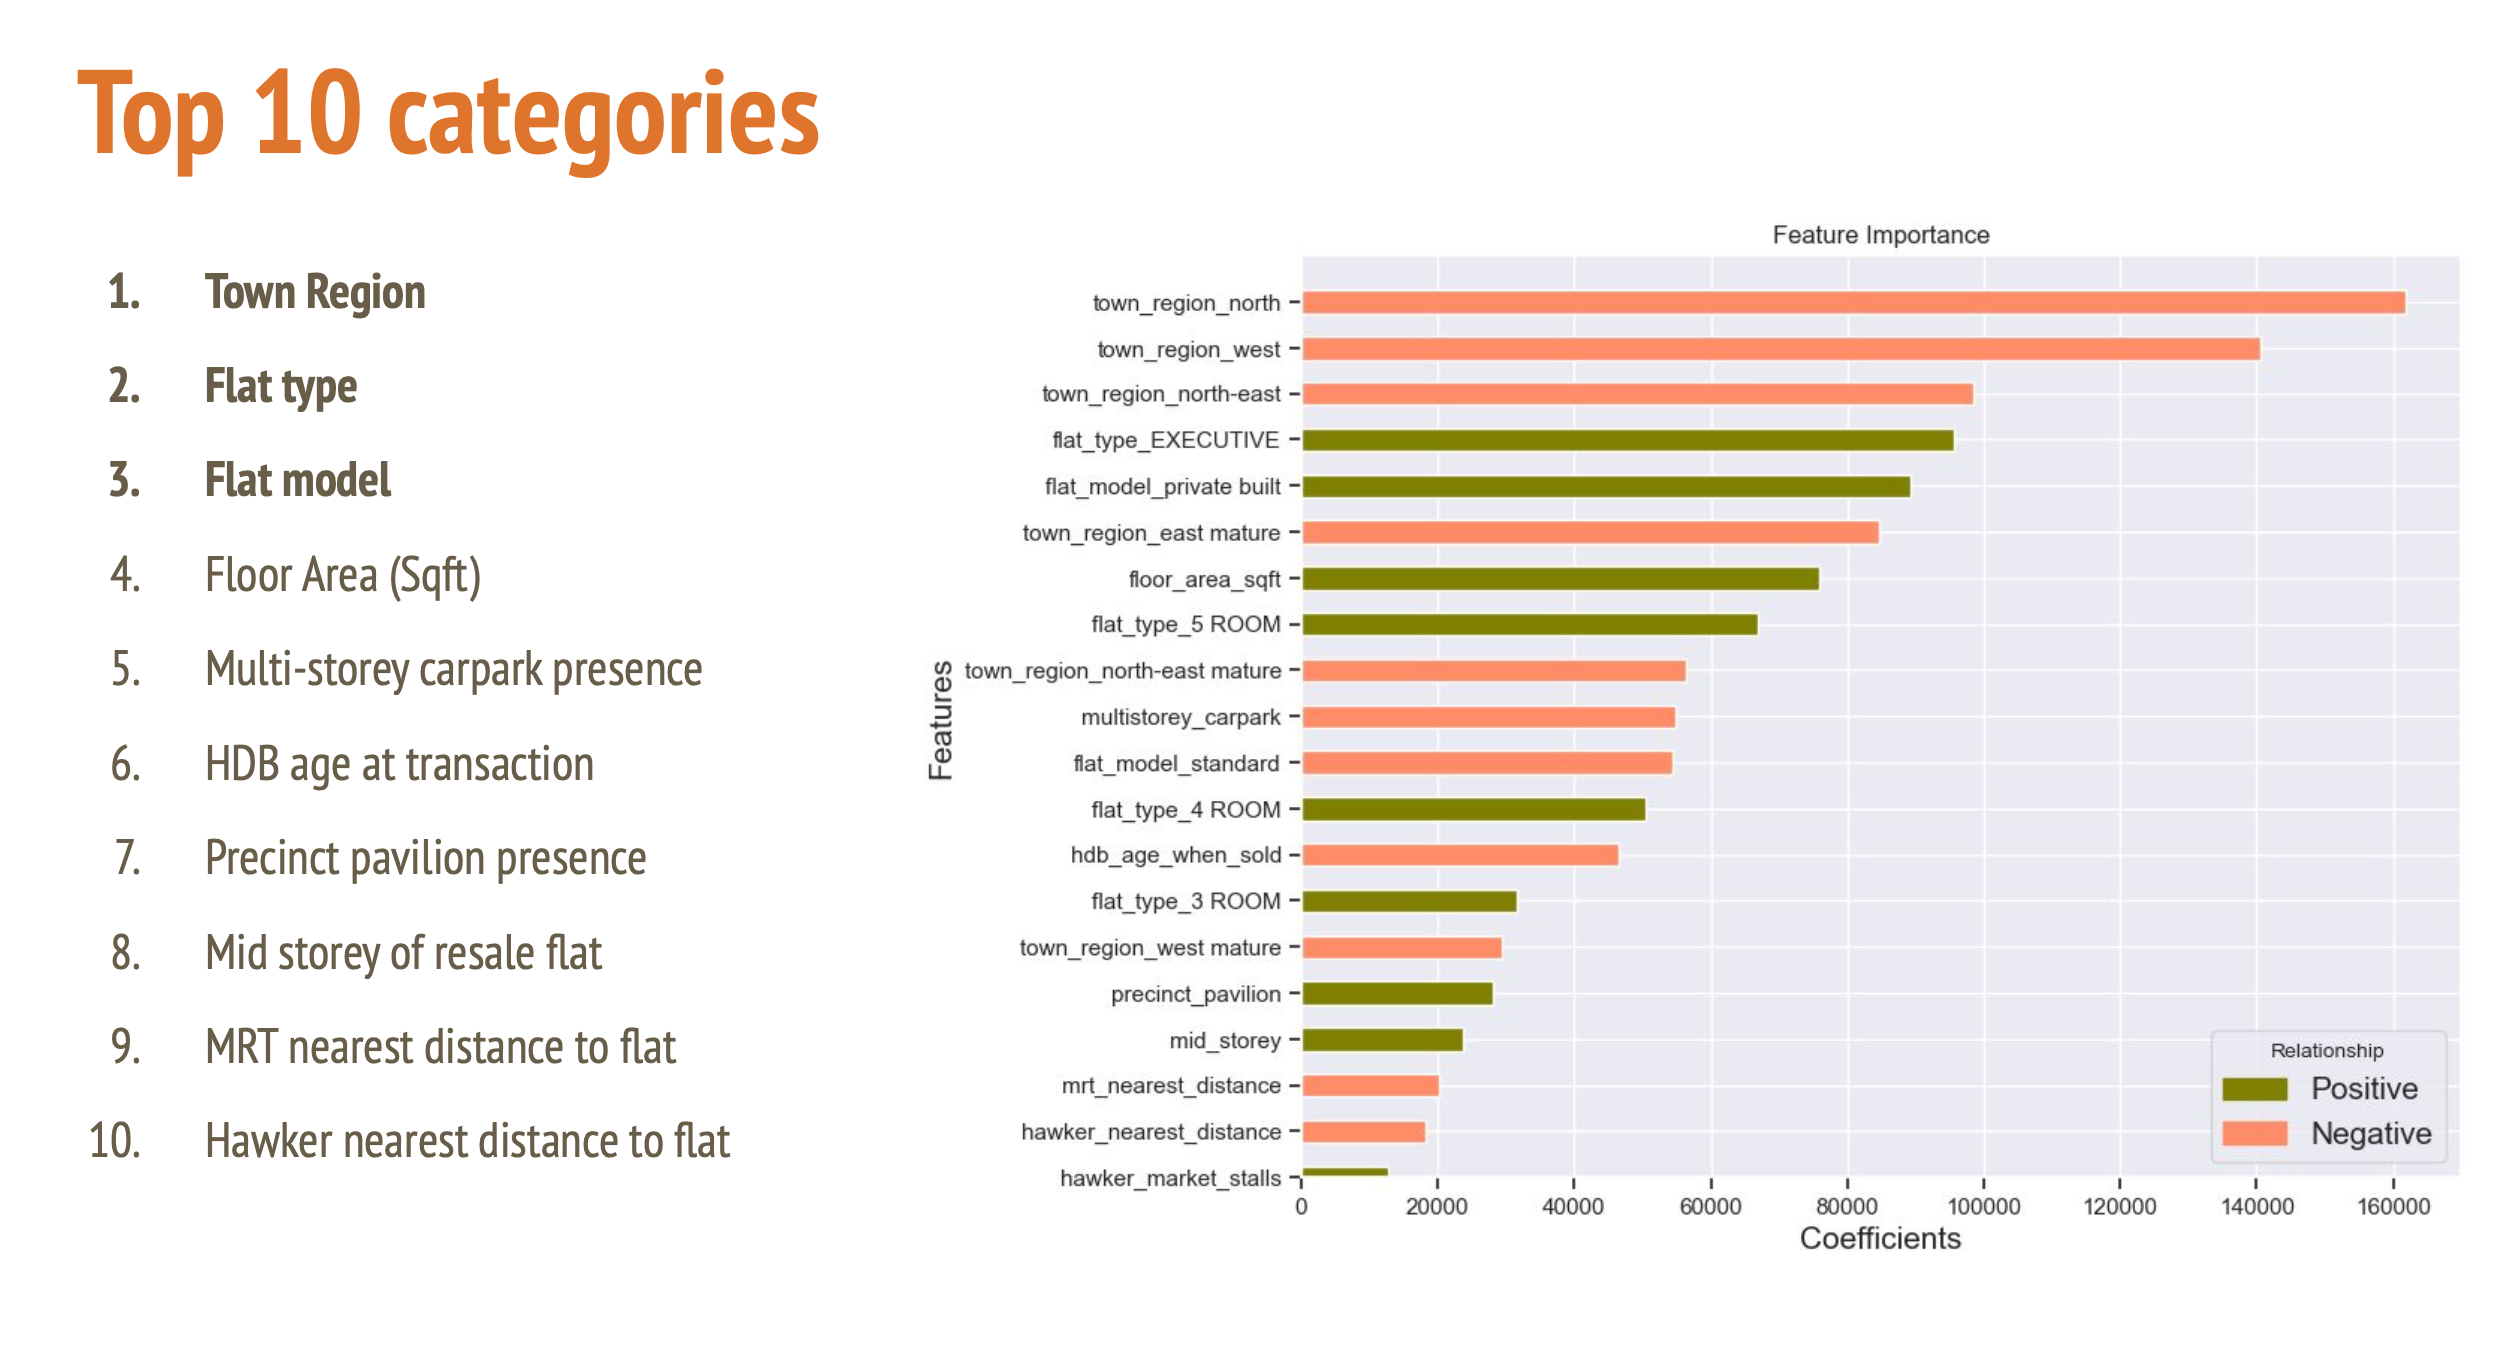 Top 10 categories
1. Town Region
2. Flat type
3. Flat model
4. Floor Area (Sqft)
5. Multi-storey carpark presence
6. HDB age at transaction
7. Precinct pavilion presence
8. Mid storey of resale flat
9. MRT nearest distance to flat
10. Hawker nearest distance to flat
Feature Importance
Features
town_region_north
town_region_west
town_region_north-east
flat_type_EXECUTIVE
flat_model_private built
town_region_east mature
floor_area_sqft
flat_type_5 ROOM
town_region_north-east mature
multistorey_carpark
flat_model_standard
flat_type_4 ROOM
hdb_age_when_sold
flat_type_3 ROOM
town_region_west mature
precinct_pavilion
mid_storey
mrt_nearest_distance
hawker_nearest_distance
hawker_market_stalls
Relationship
Positive
Negative
0 20000 40000 60000 80000 100000 120000 140000 160000
Coefficients